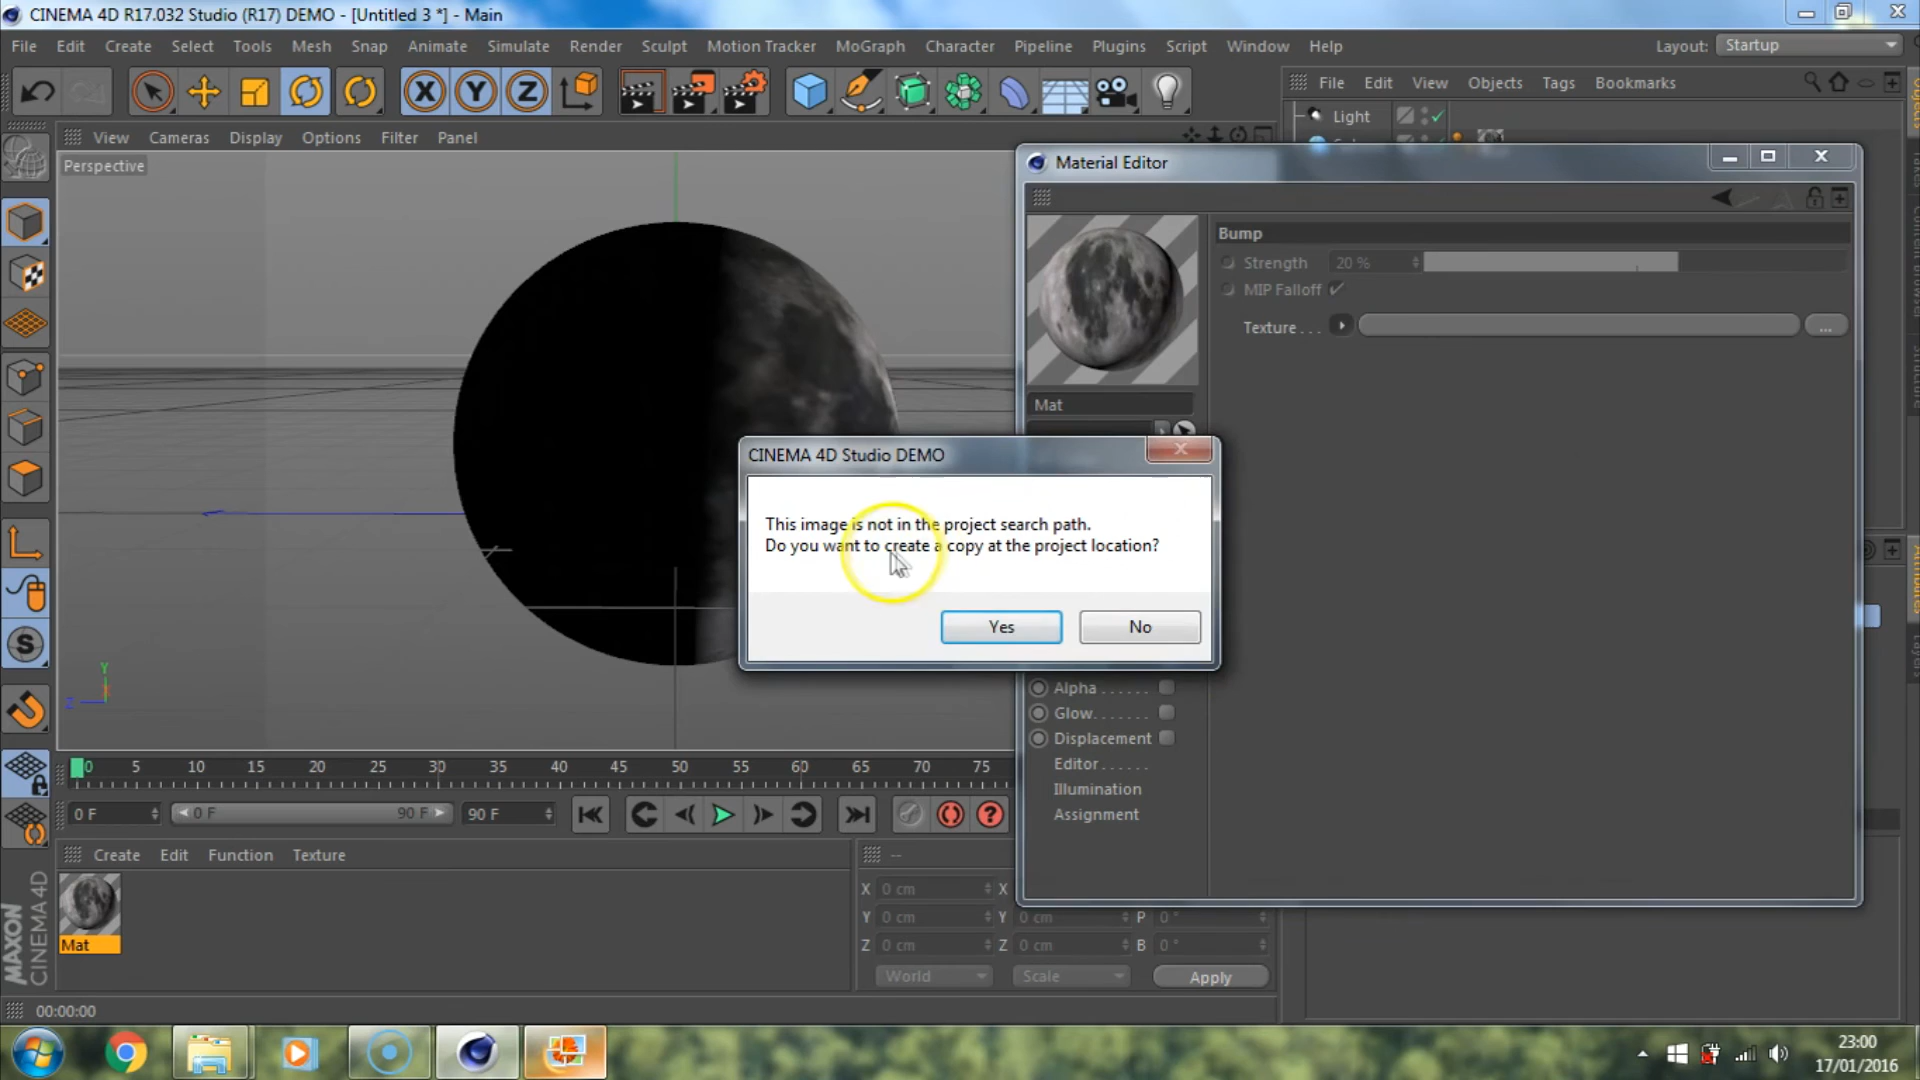 CINEMA 4D R17.032 Studio (R17) DEMO - [Untitled 3 *] - Main
File Edit Create Select Tools Mesh Snap Animate Simulate Render Sculpt Motion Tracker MoGraph Character Pipeline Plugins Script Window Help
Layout: Startup
File Edit View Objects Tags Bookmarks
Light
View Cameras Display Options Filter Panel
Perspective
Material Editor
Bump
Strength 20 %
MIP Falloff
Texture . . .
Mat
CINEMA 4D Studio DEMO
This image is not in the project search path.
Do you want to create a copy at the project location?
Yes No
Alpha . . . . . .
Glow. . . . . . .
Displacement
Editor . . . . . .
Illumination
Assignment
Y
Z
0 5 10 15 20 25 30 35 40 45 50 55 60 65 70 75
0 F 0 F 90 F 90 F
Create Edit Function Texture
--
X 0 cm X
Y 0 cm Y 0 cm P 0 °
Z 0 cm Z 0 cm B 0 °
World Scale Apply
Mat
MAXON
CINEMA 4D
00:00:00
23:00
17/01/2016
Objects
Takes
Content Browser
Structure
Attributes
Layers